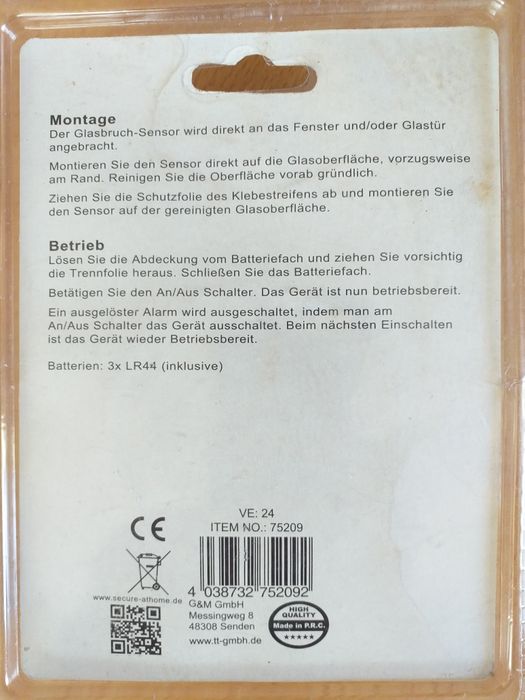 Montage
Der Glasbruch-Sensor wird direkt an das Fenster und/oder Glastür
angebracht.
Montieren Sie den Sensor direkt auf die Glasoberfläche, vorzugsweise
am Rand. Reinigen Sie die Oberfläche vorab gründlich.
Ziehen Sie die Schutzfolie des Klebestreifens ab und montieren Sie
den Sensor auf der gereinigten Glasoberfläche.
Betrieb
Lösen Sie die Abdeckung vom Batteriefach und ziehen Sie vorsichtig
die Trennfolie heraus. Schließen Sie das Batteriefach.
Betätigen Sie den An/Aus Schalter. Das Gerät ist nun betriebsbereit.
Ein ausgelöster Alarm wird ausgeschaltet, indem man am
An/Aus Schalter das Gerät ausschaltet. Beim nächsten Einschalten
ist das Gerät wieder Betriebsbereit.
Batterien: 3x LR44 (inklusive)
VE: 24
ITEM NO.: 75209
CE
4 038732 752092
www.secure-athome.de
G&M GmbH
Messingweg 8
48308 Senden
www.tt-gmbh.de
HIGH
QUALITY
Made in P.R.C.